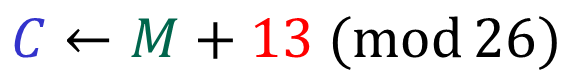 C ← M + 13 (mod 26)